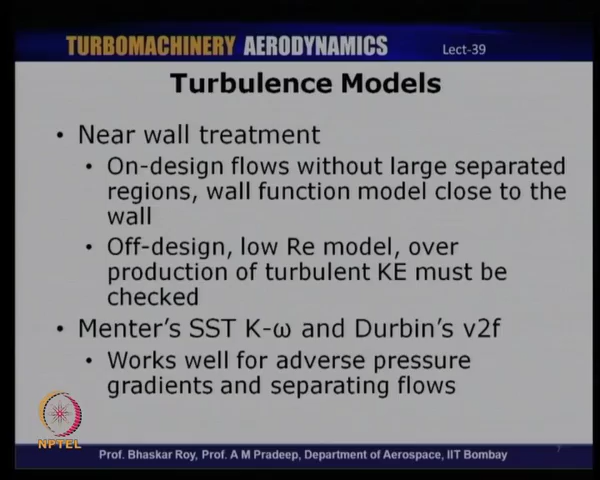 TURBOMACHINERY AERODYNAMICS Lect-39
Turbulence Models
• Near wall treatment
• On-design flows without large separated
regions, wall function model close to the
wall
• Off-design, low Re model, over
production of turbulent KE must be
checked
• Menter's SST K-ω and Durbin's v2f
• Works well for adverse pressure
gradients and separating flows
NPTEL
Prof. Bhaskar Roy, Prof. A M Pradeep, Department of Aerospace, IIT Bombay
7